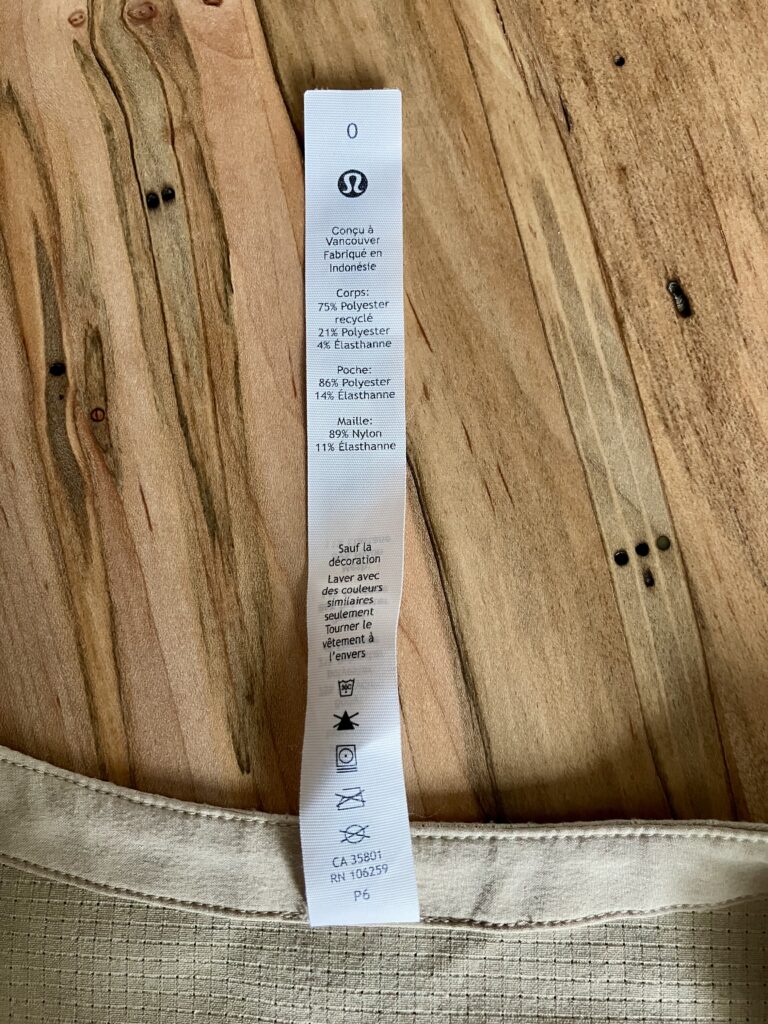 0
Conçu à
Vancouver
Fabriqué en
Indonésie
Corps:
75% Polyester
recyclé
21% Polyester
4% Élasthanne
Poche:
86% Polyester
14% Élasthanne
Maille:
89% Nylon
11% Élasthanne
Sauf la
décoration
Laver avec
des couleurs
similaires
seulement
Tourner le
vêtement à
l'envers
CA 35801
RN 106259
P6